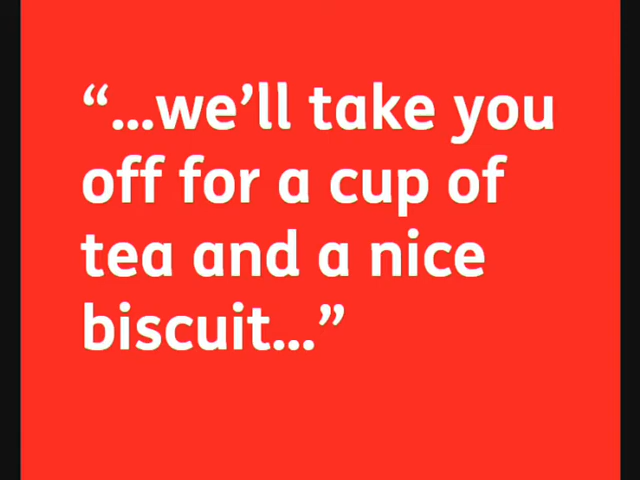 “...we’ll take you
off for a cup of
tea and a nice
biscuit...”